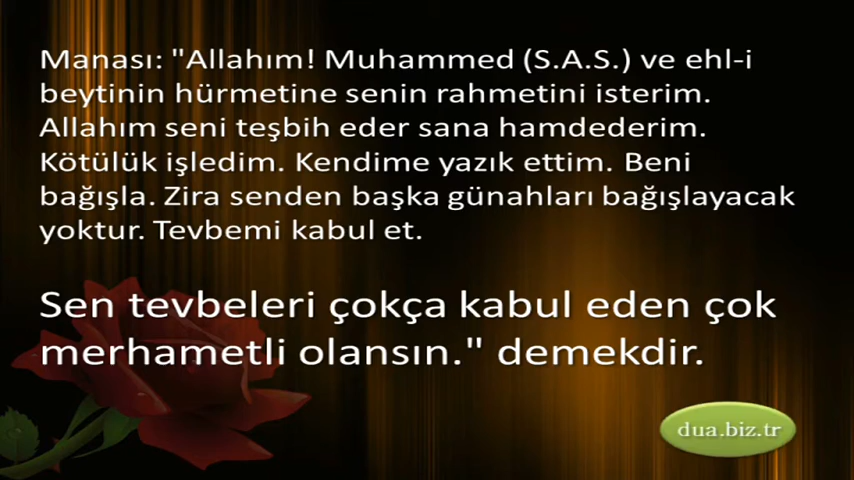 Manası: "Allahım! Muhammed (S.A.S.) ve ehl-i
beytinin hürmetine senin rahmetini isterim.
Allahım seni teşbih eder sana hamdederim.
Kötülük işledim. Kendime yazık ettim. Beni
bağışla. Zira senden başka günahları bağışlayacak
yoktur. Tevbemi kabul et.
Sen tevbeleri çokça kabul eden çok
merhametli olansın." demekdir.
dua.biz.tr